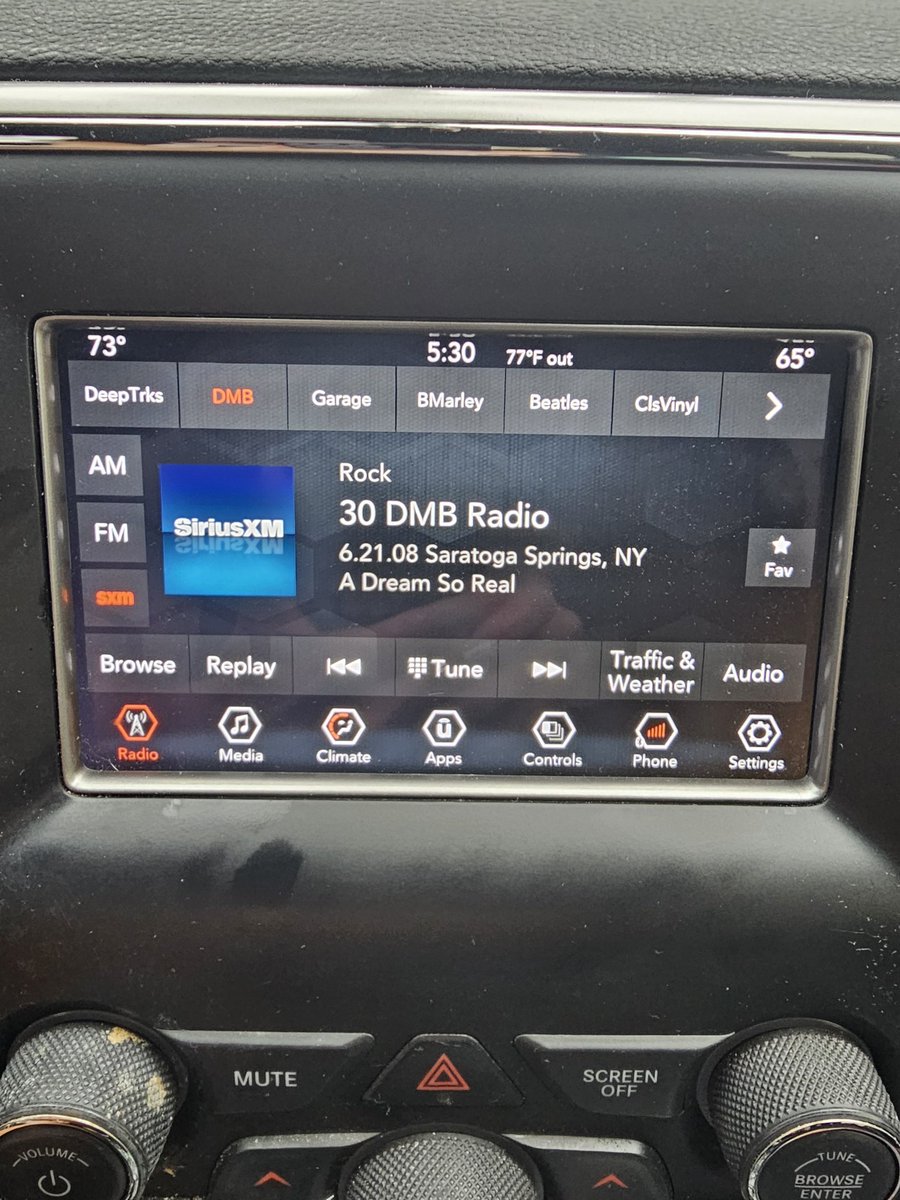 73°
5:30
77°F out
65°
DeepTrks
DMB
Garage
BMarley
Beatles
ClsVinyl
AM
FM
sxm
SiriusXM
Rock
30 DMB Radio
6.21.08 Saratoga Springs, NY
A Dream So Real
Fav
Browse
Replay
Tune
Traffic &
Weather
Audio
Radio
Media
Climate
Apps
Controls
Phone
Settings
MUTE
SCREEN
OFF
VOLUME
TUNE
BROWSE
ENTER